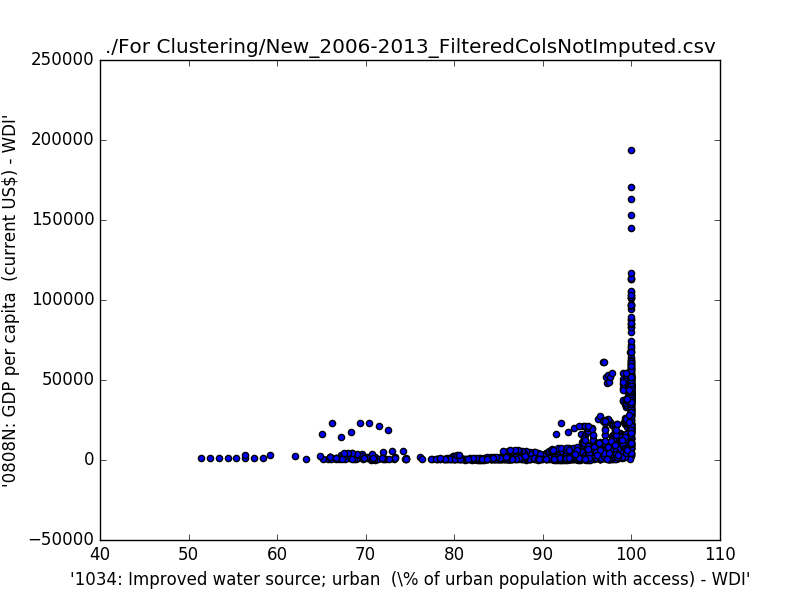 ./For Clustering/New_2006-2013_FilteredColsNotImputed.csv
250000
200000
150000
100000
50000
0
−50000
'0808N: GDP per capita  (current US$) - WDI'
40 50 60 70 80 90 100 110
'1034: Improved water source; urban  (\% of urban population with access) - WDI'